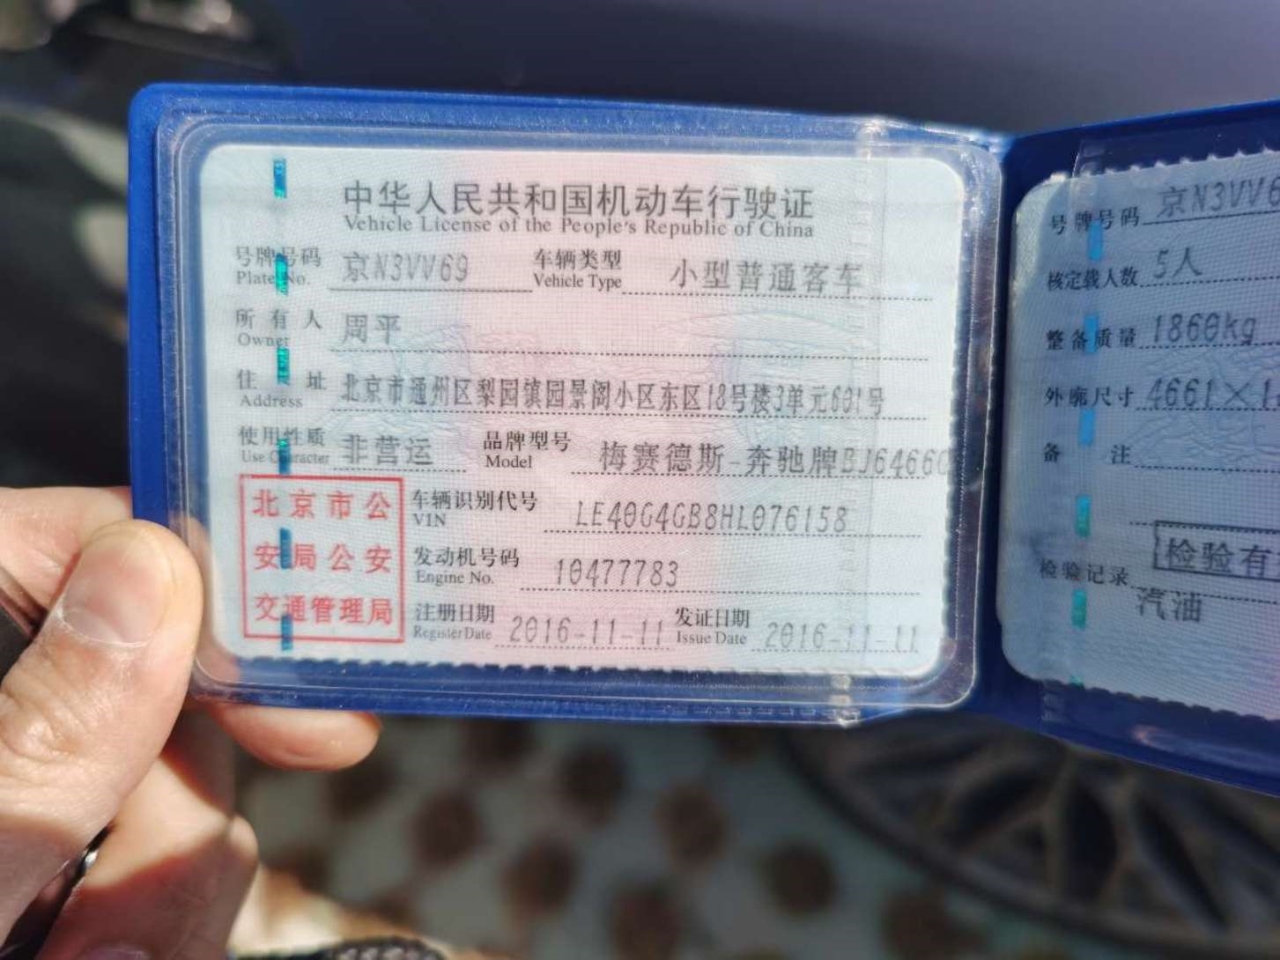 中华人民共和国机动车行驶证
Vehicle License of the People's Republic of China
号牌号码 京N3VV69 车辆类型 小型普通客车
Plate No. Vehicle Type
所有人 周平
Owner
住址 北京市通州区梨园镇园景阁小区东区18号楼3单元601号
Address
使用性质 非营运 品牌型号 梅赛德斯-奔驰牌BJ6466
Use Character Model
北京市公
安局公安
交通管理局
车辆识别代号 LE40G4GB8HL076158
VIN
发动机号码 10477783
Engine No.
注册日期 2016-11-11 发证日期 2016-11-11
Register Date Issue Date
号牌号码 京N3VV6
核定载人数 5人
整备质量 1860kg
外廓尺寸 4661×1
备注
检验有
检验记录
汽油